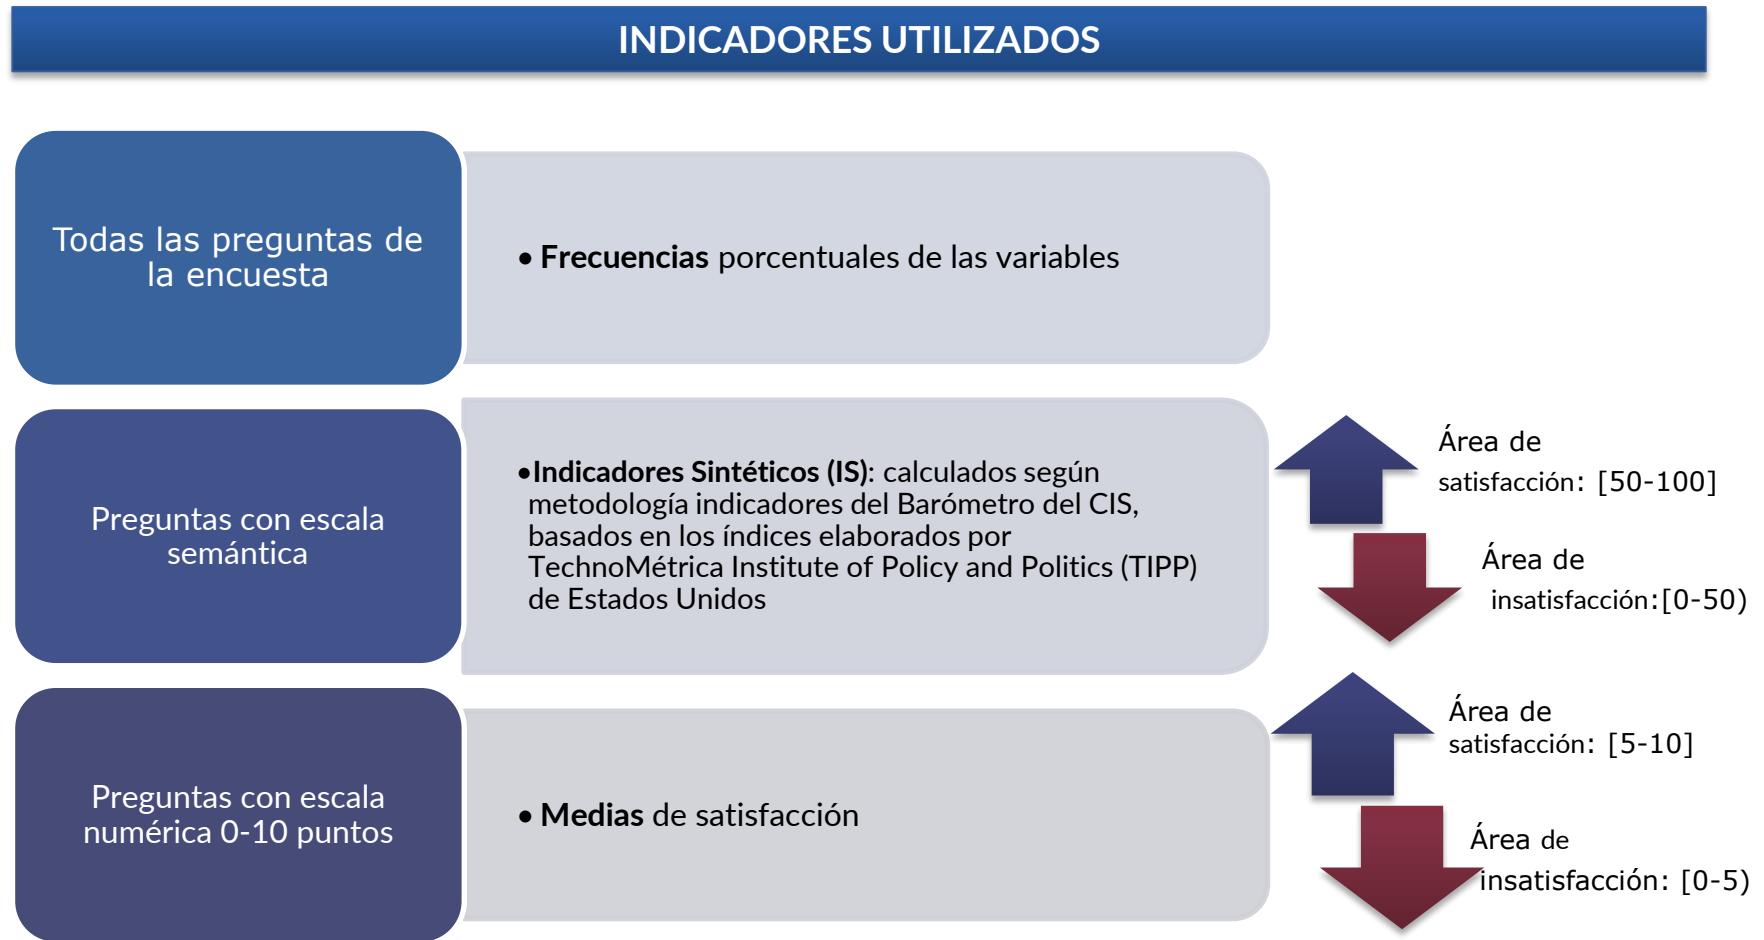 INDICADORES UTILIZADOS
Todas las preguntas de
la encuesta
• Frecuencias porcentuales de las variables
Preguntas con escala
semántica
•Indicadores Sintéticos (IS): calculados según
metodología indicadores del Barómetro del CIS,
basados en los índices elaborados por
TechnoMétrica Institute of Policy and Politics (TIPP)
de Estados Unidos
Área de
satisfacción: [50-100]
Área de
insatisfacción:[0-50)
Preguntas con escala
numérica 0-10 puntos
• Medias de satisfacción
Área de
satisfacción: [5-10]
Área de
insatisfacción: [0-5)